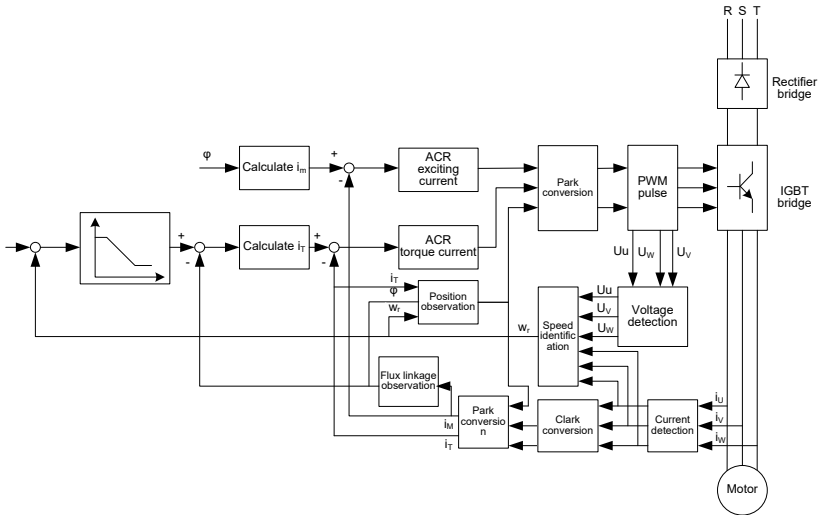 R S T
Rectifier
bridge
φ
Calculate im
+
-
ACR
exciting
current
Park
conversion
PWM
pulse
IGBT
bridge
+
-
Calculate iT
+
-
ACR
torque current
Uu UW UV
iT
φ
wr
Position
observation
wr
Speed
identific
ation
Uu
UV
UW
Voltage
detection
Flux linkage
observation
iM
iT
Park
conversio
n
Clark
conversion
Current
detection
iU
iV
iW
Motor